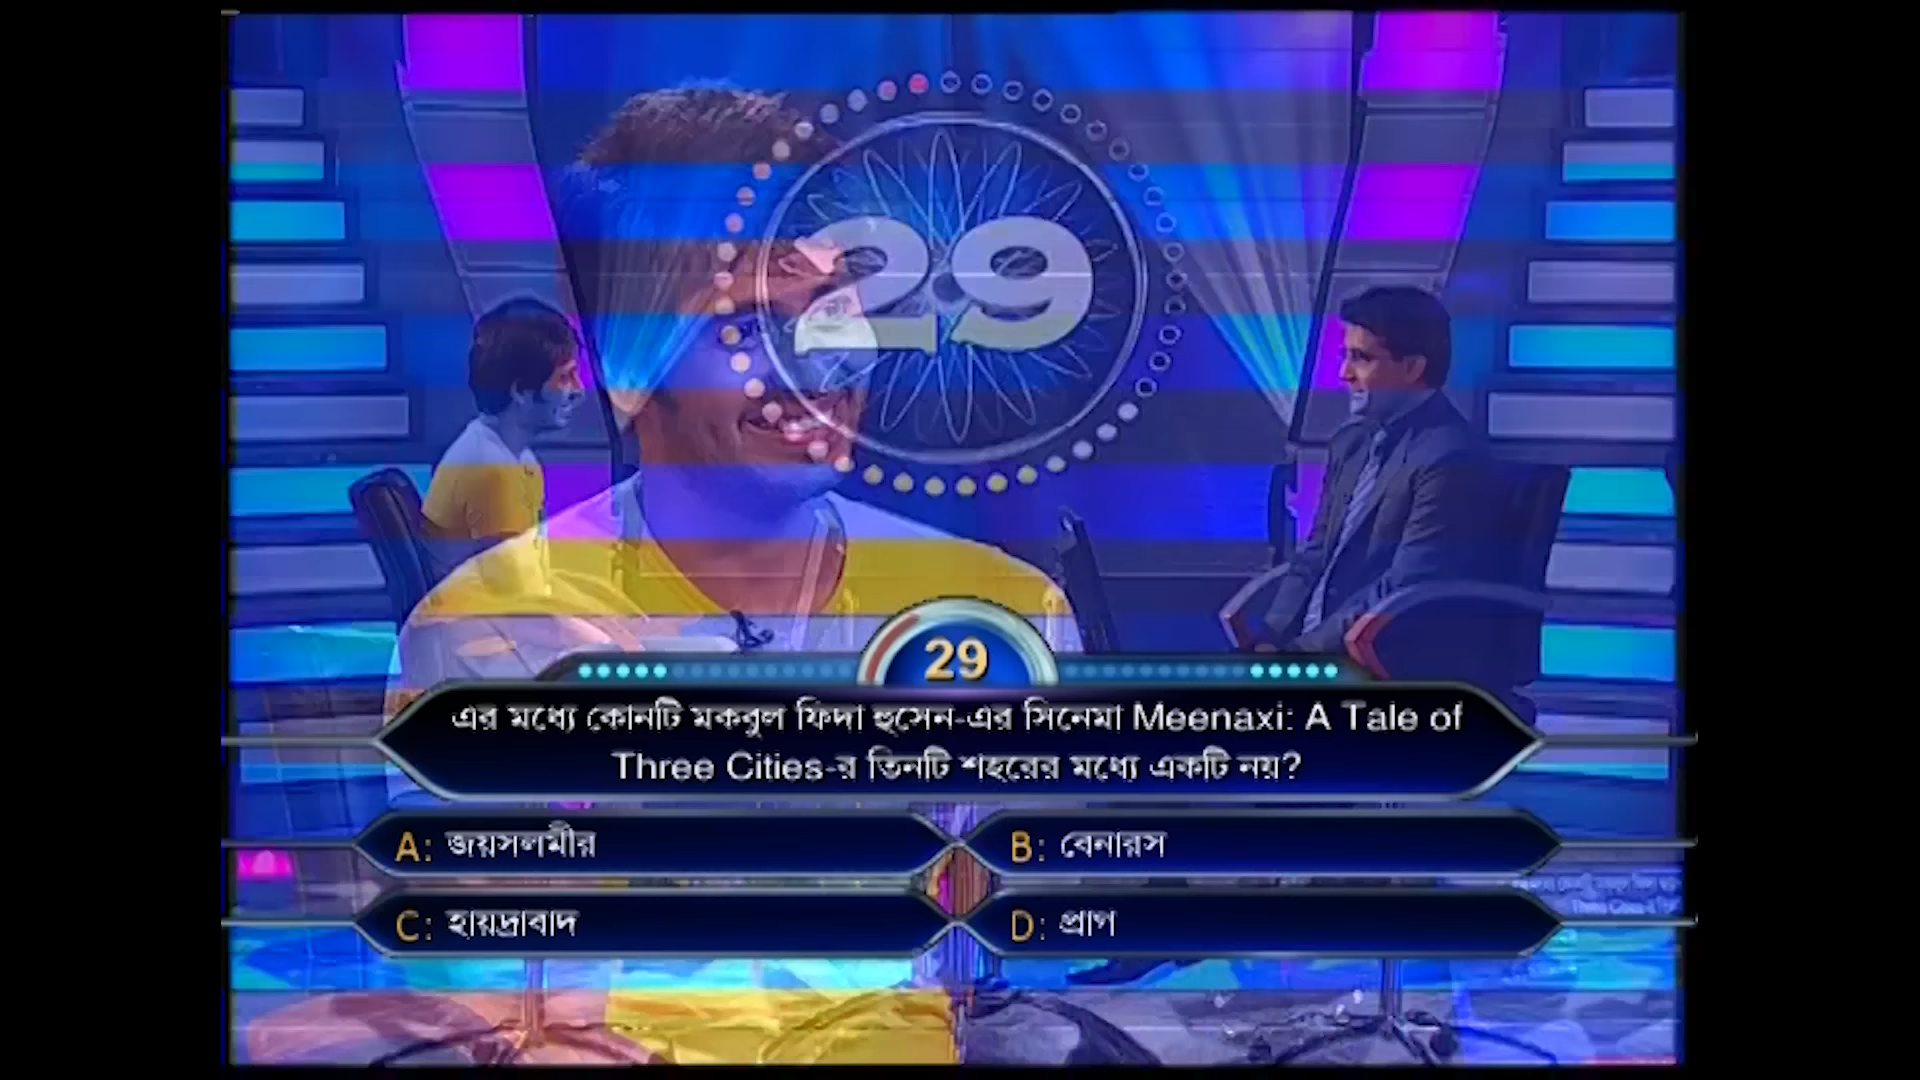 29
29
এর মধ্যে কোনটি মকবুল ফিদা হুসেন-এর সিনেমা Meenaxi: A Tale of
Three Cities-র তিনটি শহরের মধ্যে একটি নয়?
A: জয়সলমীর
B: বেনারস
C: হায়দ্রাবাদ
D: প্রাগ